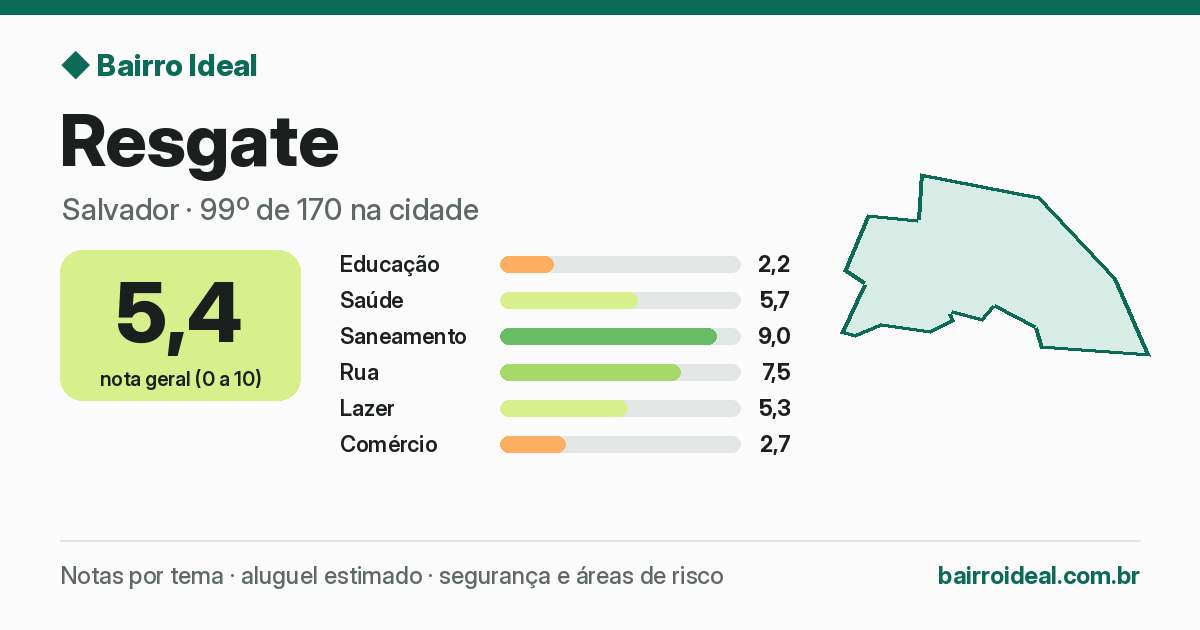 Bairro Ideal
Resgate
Salvador · 99º de 170 na cidade
5,4
nota geral (0 a 10)
Educação 2,2
Saúde 5,7
Saneamento 9,0
Rua 7,5
Lazer 5,3
Comércio 2,7
Notas por tema · aluguel estimado · segurança e áreas de risco
bairroideal.com.br